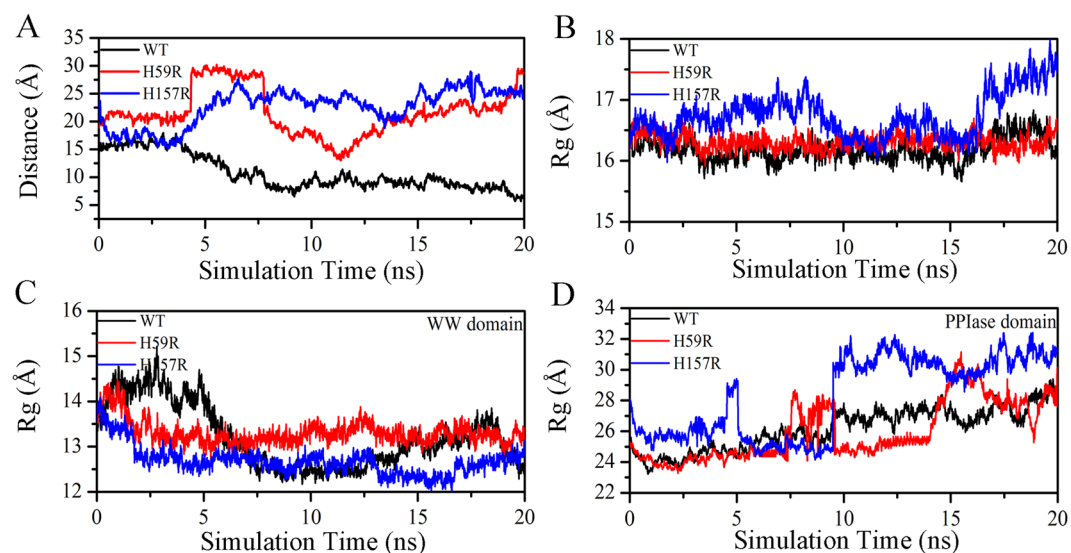 A
35
30
25
20
15
10
5
Distance (Å)
WT
H59R
H157R
0 5 10 15 20
Simulation Time (ns)
B
18
17
16
15
Rg (Å)
WT
H59R
H157R
0 5 10 15 20
Simulation Time (ns)
C
16
15
14
13
12
Rg (Å)
WT
H59R
H157R
WW domain
0 5 10 15 20
Simulation Time (ns)
D
34
32
30
28
26
24
22
Rg (Å)
WT
H59R
H157R
PPIase domain
0 5 10 15 20
Simulation Time (ns)